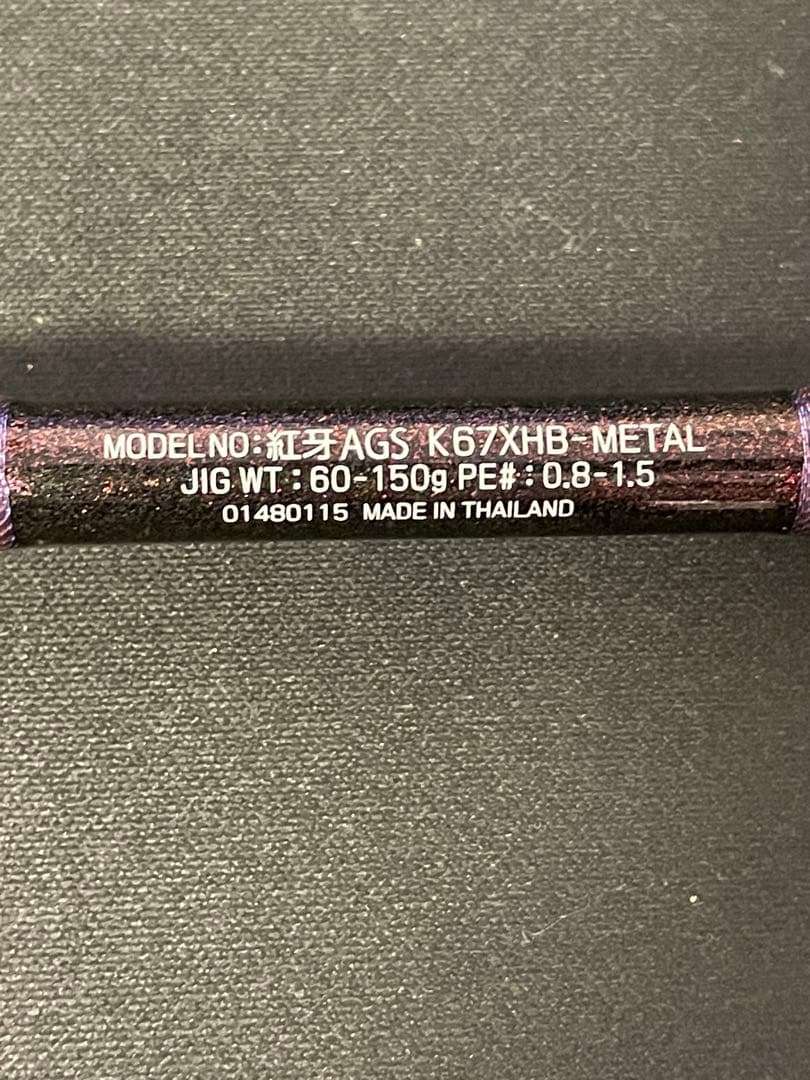 MODEL NO:紅牙AGS K67XHB-METAL
JIG WT:60-150g PE#:0.8-1.5
01480115 MADE IN THAILAND